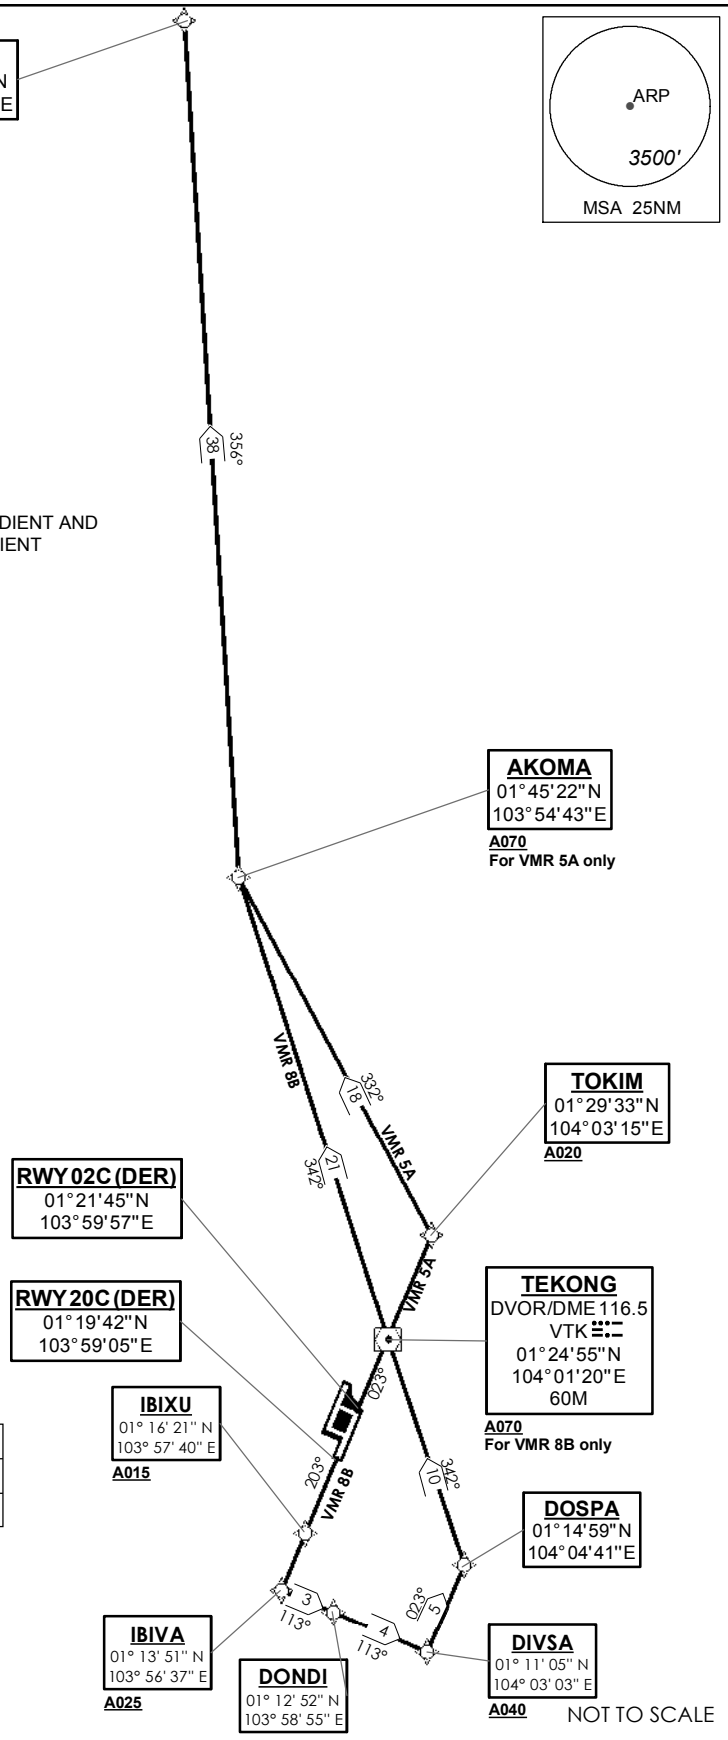 N
E
ARP
3500'
MSA 25NM
38
356°
DIENT AND
IENT
AKOMA
01°45'22"N
103°54'43"E
A070
For VMR 5A only
VMR 8B
332°
18
VMR 5A
TOKIM
01°29'33"N
104°03'15"E
A020
21
342°
RWY 02C (DER)
01°21'45"N
103°59'57"E
VMR 5A
TEKONG
DVOR/DME 116.5
VTK
01°24'55"N
104°01'20"E
60M
A070
For VMR 8B only
RWY 20C (DER)
01°19'42"N
103°59'05"E
023°
IBIXU
01° 16' 21" N
103° 57' 40" E
A015
203°
VMR 8B
342°
10
DOSPA
01°14'59"N
104°04'41"E
3
113°
023°
5
4
113°
IBIVA
01° 13' 51" N
103° 56' 37" E
A025
DONDI
01° 12' 52" N
103° 58' 55" E
DIVSA
01° 11' 05" N
104° 03' 03" E
A040
NOT TO SCALE